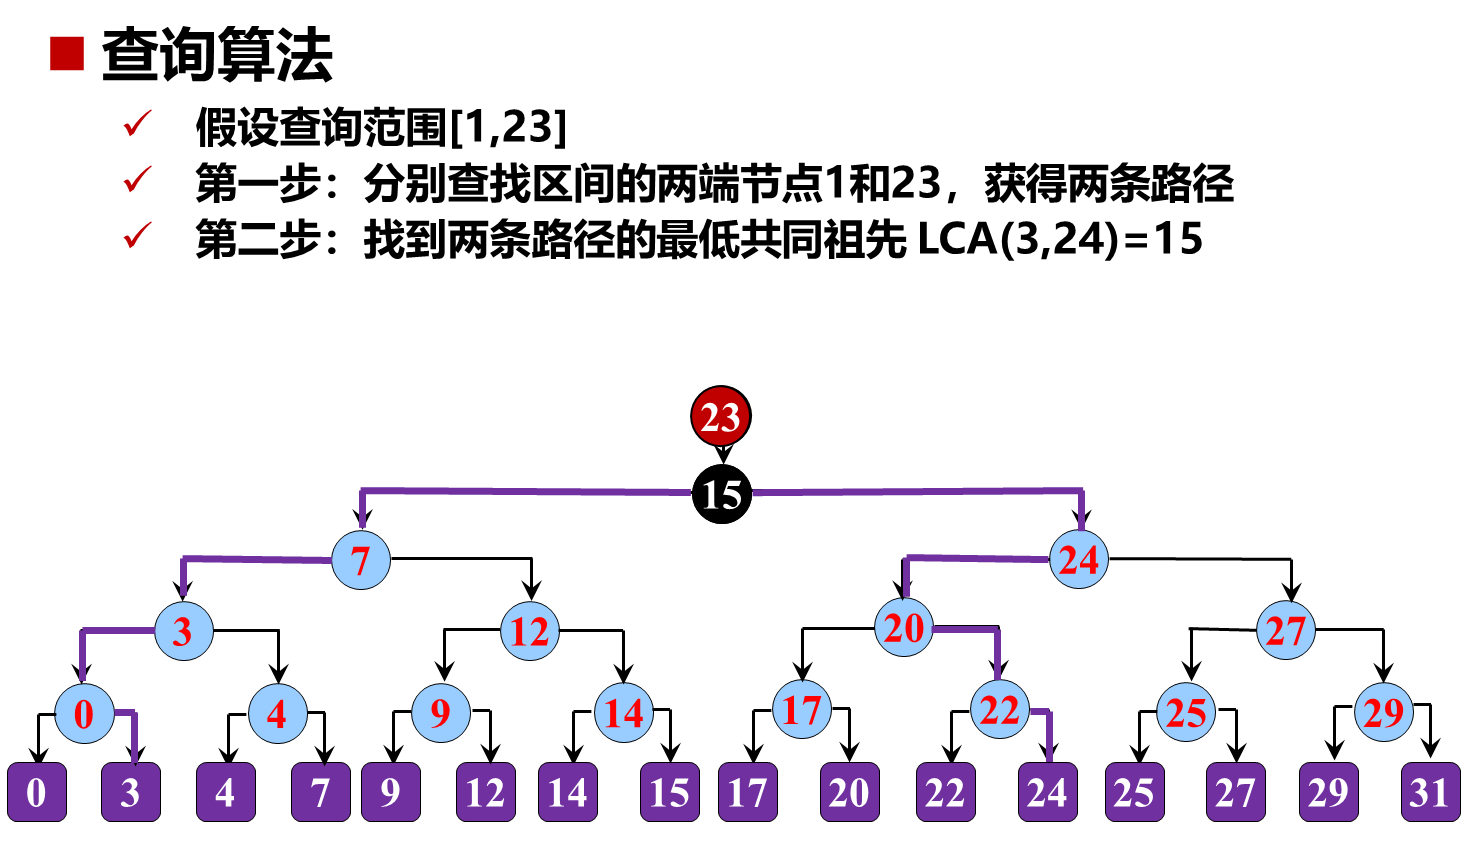 查询算法
假设查询范围[1,23]
第一步：分别查找区间的两端节点1和23，获得两条路径
第二步：找到两条路径的最低共同祖先 LCA(3,24)=15
23
15
7 24
3 12 20 27
0 4 9 14 17 22 25 29
0 3 4 7 9 12 14 15 17 20 22 24 25 27 29 31